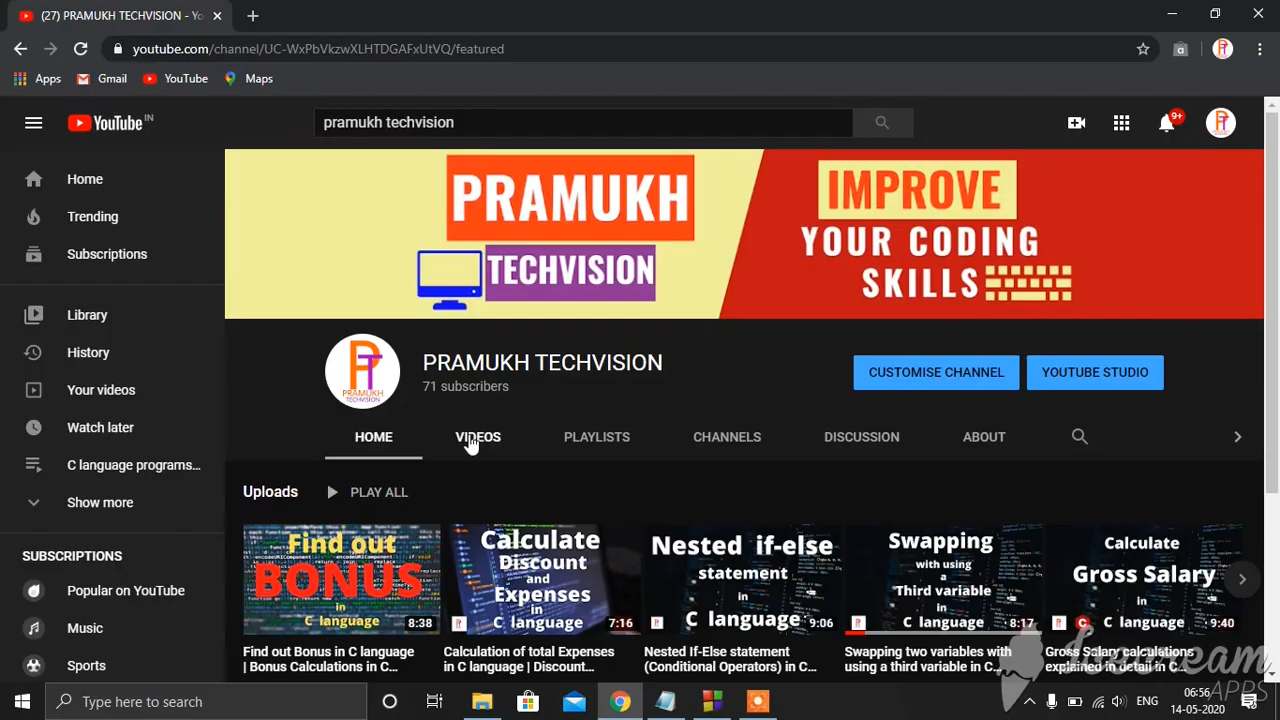 (27) PRAMUKH TECHVISION - Yo
youtube.com/channel/UC-WxPbVkzwXLHTDGAFxUtVQ/featured
Apps Gmail YouTube Maps
YouTube IN
pramukh techvision
9+
Home
Trending
Subscriptions
Library
History
Your videos
Watch later
C language programs...
Show more
SUBSCRIPTIONS
Popular on YouTube
Music
Sports
PRAMUKH
TECHVISION
IMPROVE
YOUR CODING
SKILLS
PRAMUKH
TECHVISION
PRAMUKH TECHVISION
71 subscribers
CUSTOMISE CHANNEL
YOUTUBE STUDIO
HOME VIDEOS PLAYLISTS CHANNELS DISCUSSION ABOUT
Uploads PLAY ALL
Find out
BONUS
in
C language
8:38
Find out Bonus in C language
| Bonus Calculations in C...
Calculate
Discount
and
Expenses
in
C language
7:16
Calculation of total Expenses
in C language | Discount...
Nested if-else
statement
in
C language
9:06
Nested If-Else statement
(Conditional Operators) in C...
Swapping
with using
a
Third variable
in
C language
8:17
Swapping two variables with
using a third variable in C...
Calculate
Gross Salary
in
C language
9:40
Gross Salary calculations
explained in detail in C...
Icecream
APPS
Type here to search
ENG
06:56
14-05-2020